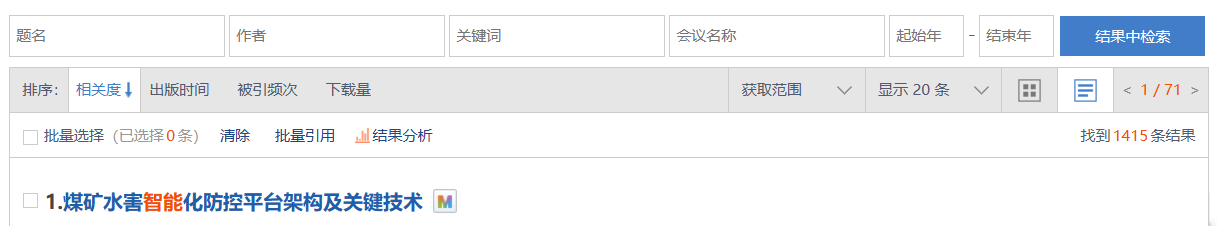 题名 作者 关键词 会议名称 起始年 - 结束年 结果中检索
排序： 相关度 出版时间 被引频次 下载量 获取范围 显示 20 条 < 1 / 71 >
批量选择 (已选择 0 条) 清除 批量引用 结果分析 找到 1415 条结果
1.煤矿水害智能化防控平台架构及关键技术 M